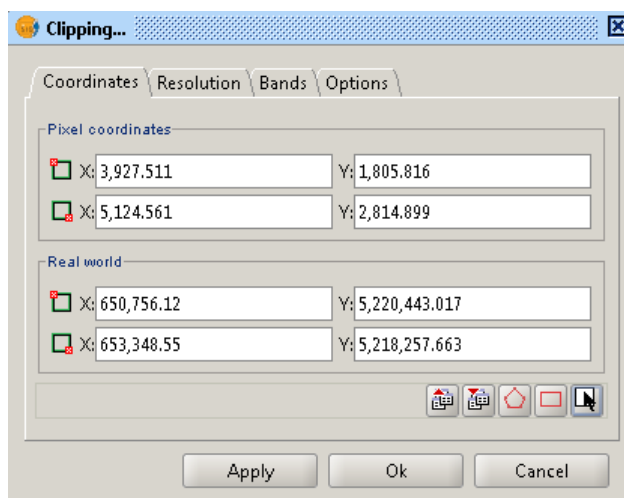 Clipping...
Coordinates Resolution Bands Options
Pixel coordinates
X: 3,927.511 Y: 1,805.816
X: 5,124.561 Y: 2,814.899
Real world
X: 650,756.12 Y: 5,220,443.017
X: 653,348.55 Y: 5,218,257.663
Apply Ok Cancel